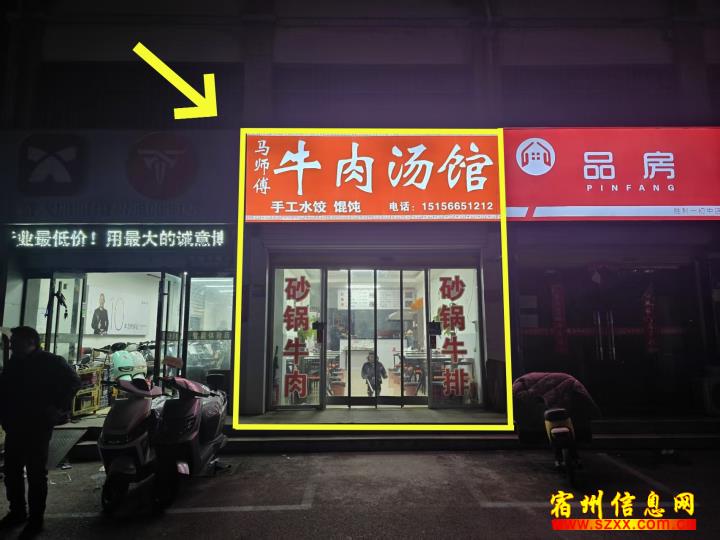 马师傅
牛肉汤馆
手工水饺 馄饨 电话：15156651212
品房
PINFANG
业最低价！用最大的诚意博
砂锅牛肉
砂锅牛排
宿州信息网
www.szxx.com.cn